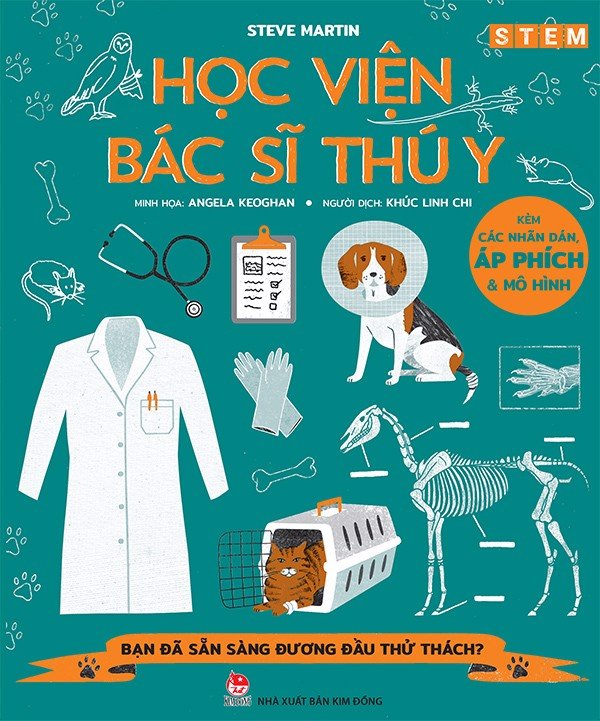 STEVE MARTIN
STEM
HỌC VIỆN
BÁC SĨ THÚ Y
MINH HỌA: ANGELA KEOGHAN • NGƯỜI DỊCH: KHÚC LINH CHI
KÈM
CÁC NHÃN DÁN,
ÁP PHÍCH
& MÔ HÌNH
BẠN ĐÃ SẴN SÀNG ĐƯƠNG ĐẦU THỬ THÁCH?
KIM ĐỒNG
NHÀ XUẤT BẢN KIM ĐỒNG